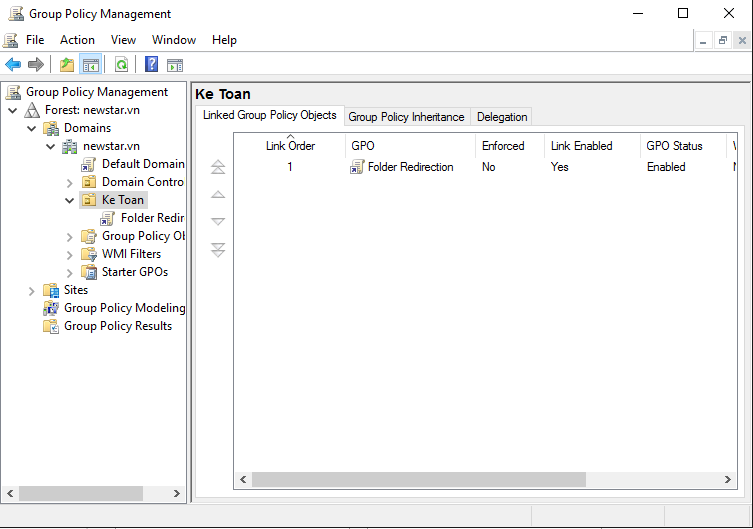 Group Policy Management
File Action View Window Help
Group Policy Management
Forest: newstar.vn
Domains
newstar.vn
Default Domain
Domain Contro
Ke Toan
Folder Redir
Group Policy Ob
WMI Filters
Starter GPOs
Sites
Group Policy Modeling
Group Policy Results
Ke Toan
Linked Group Policy Objects Group Policy Inheritance Delegation
Link Order GPO Enforced Link Enabled GPO Status
1 Folder Redirection No Yes Enabled